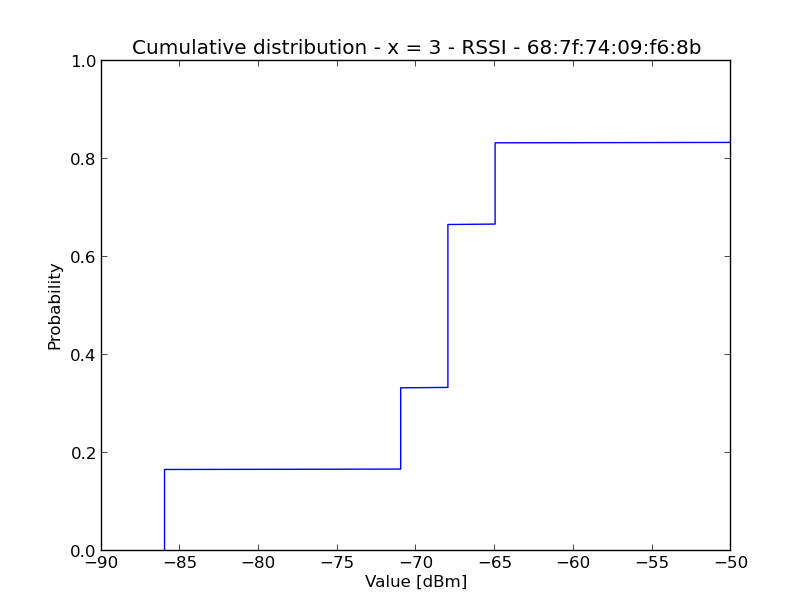 Cumulative distribution - x = 3 - RSSI - 68:7f:74:09:f6:8b
1.0
0.8
0.6
0.4
0.2
0.0
Probability
−90 −85 −80 −75 −70 −65 −60 −55 −50
Value [dBm]